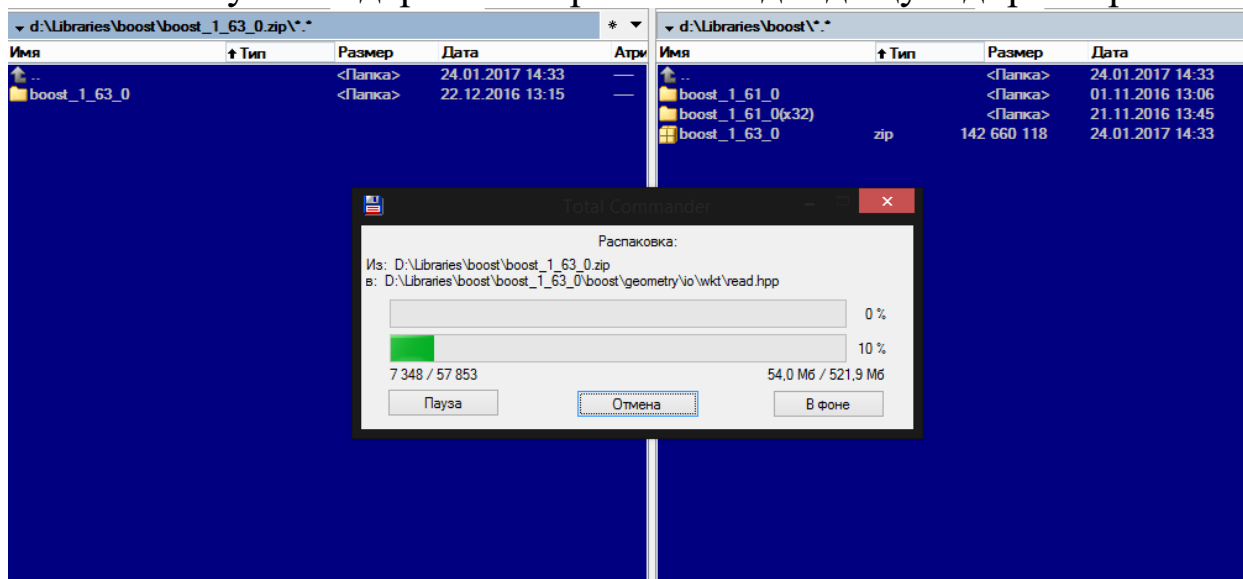 d:\Libraries\boost\boost_1_63_0.zip\*.* * ▼
Имя Тип Размер Дата Атри
.. <Папка> 24.01.2017 14:33 —
boost_1_63_0 <Папка> 22.12.2016 13:15 —
d:\Libraries\boost\*.*
Имя Тип Размер Дата
.. <Папка> 24.01.2017 14:33
boost_1_61_0 <Папка> 01.11.2016 13:06
boost_1_61_0(x32) <Папка> 21.11.2016 13:45
boost_1_63_0 zip 142 660 118 24.01.2017 14:33
Total Commander
Распаковка:
Из: D:\Libraries\boost\boost_1_63_0.zip
в: D:\Libraries\boost\boost_1_63_0\boost\geometry\io\wkt\read.hpp
0 %
10 %
7 348 / 57 853 54,0 Мб / 521,9 Мб
Пауза Отмена В фоне